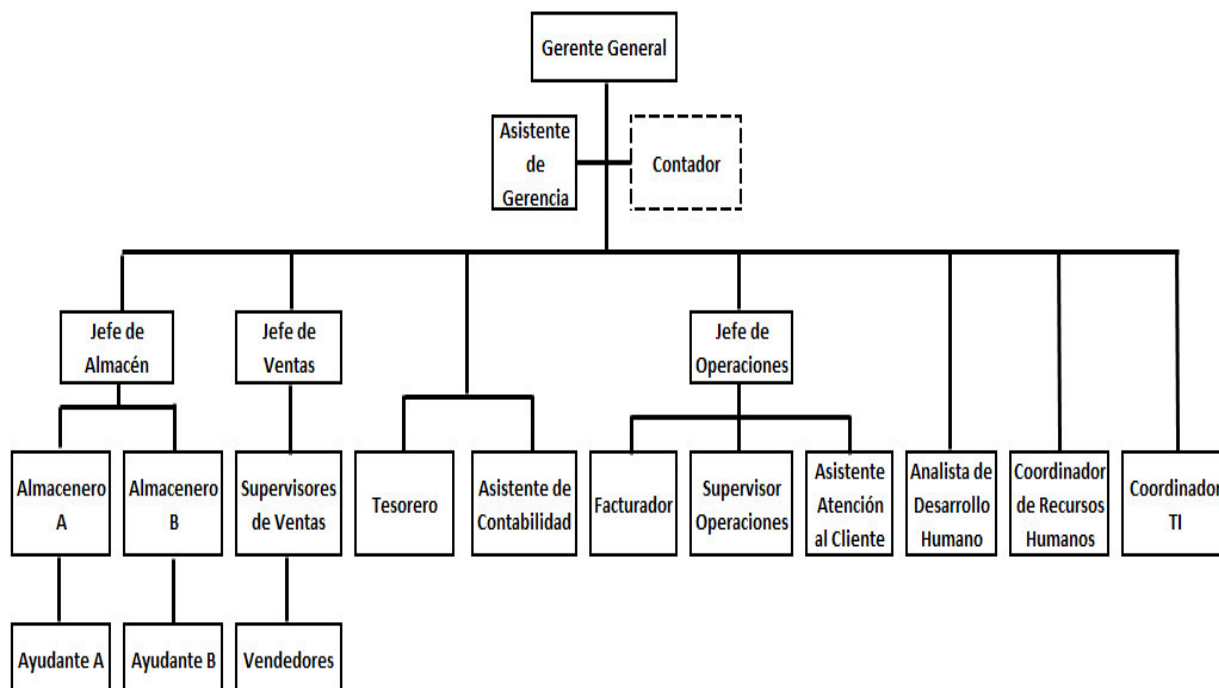 Gerente General
Asistente
de
Gerencia
Contador
Jefe de
Almacén
Jefe de
Ventas
Jefe de
Operaciones
Almacenero
A
Almacenero
B
Supervisores
de Ventas
Tesorero
Asistente de
Contabilidad
Facturador
Supervisor
Operaciones
Asistente
Atención
al Cliente
Analista de
Desarrollo
Humano
Coordinador
de Recursos
Humanos
Coordinador
TI
Ayudante A
Ayudante B
Vendedores